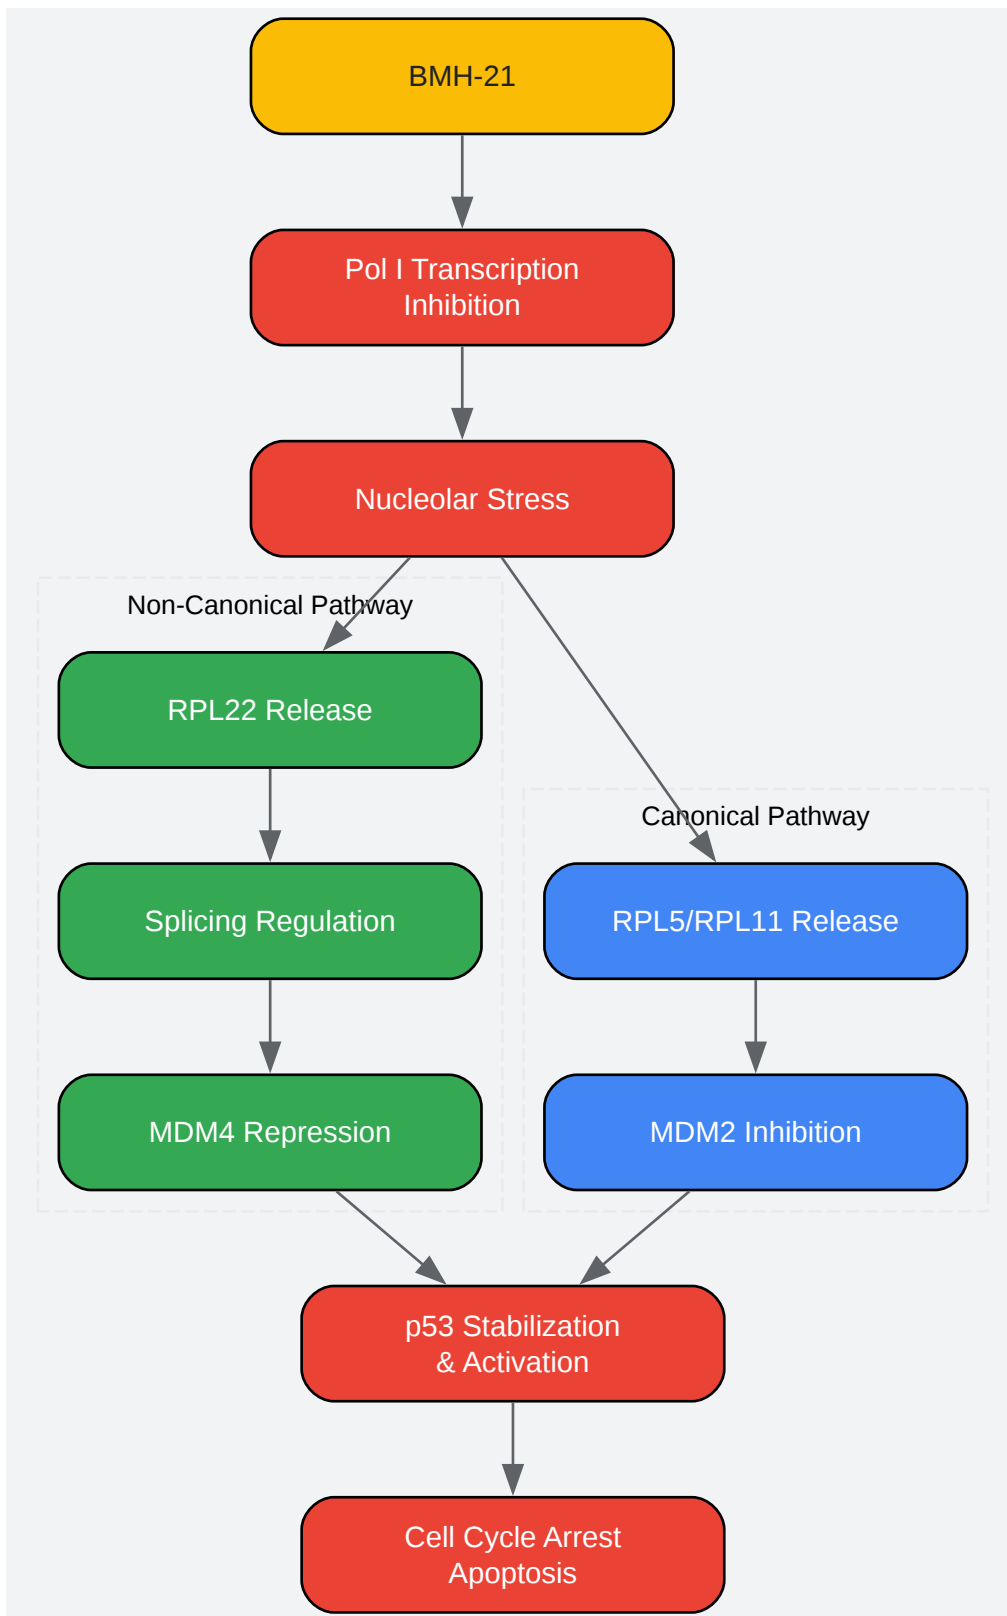 BMH-21
Pol I Transcription
Inhibition
Nucleolar Stress
Non-Canonical Pathway
RPL22 Release
Canonical Pathway
Splicing Regulation
RPL5/RPL11 Release
MDM4 Repression
MDM2 Inhibition
p53 Stabilization
& Activation
Cell Cycle Arrest
Apoptosis